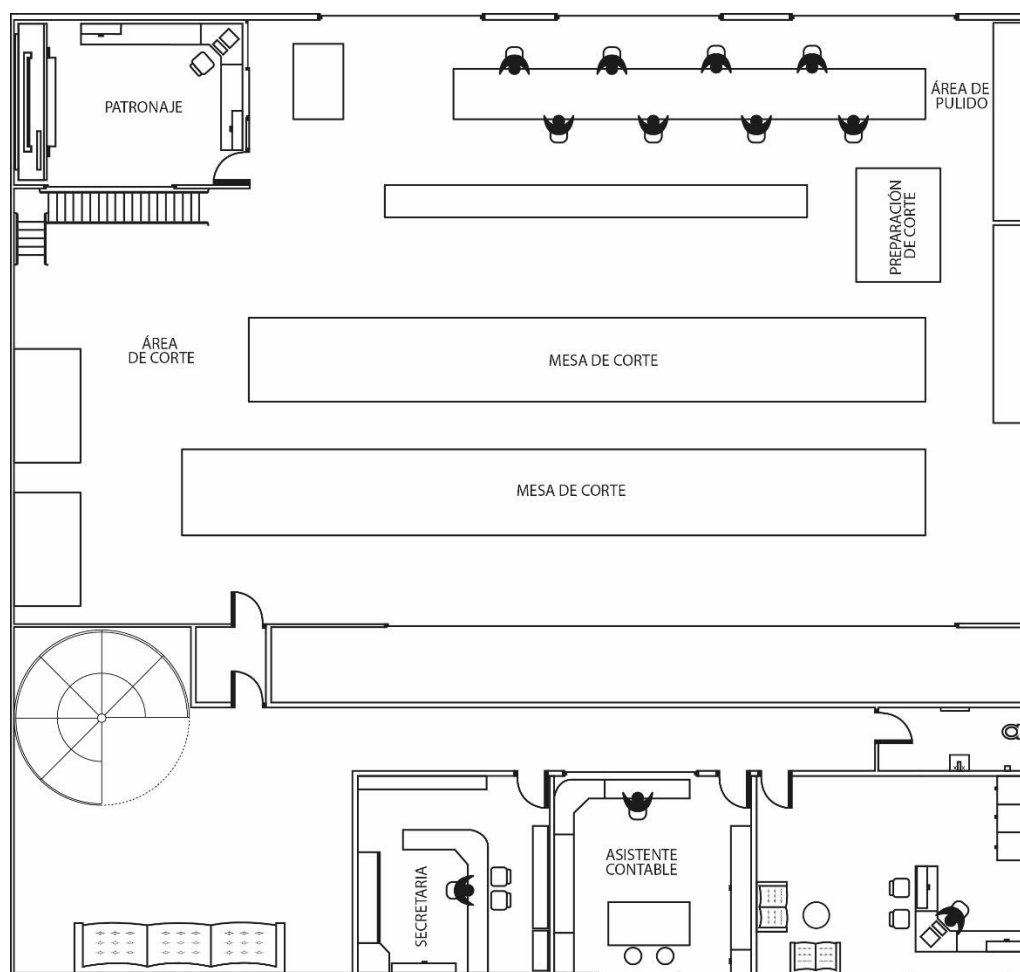 PATRONAJE
ÁREA DE
PULIDO
PREPARACIÓN
DE CORTE
ÁREA
DE CORTE
MESA DE CORTE
MESA DE CORTE
SECRETARIA
ASISTENTE
CONTABLE